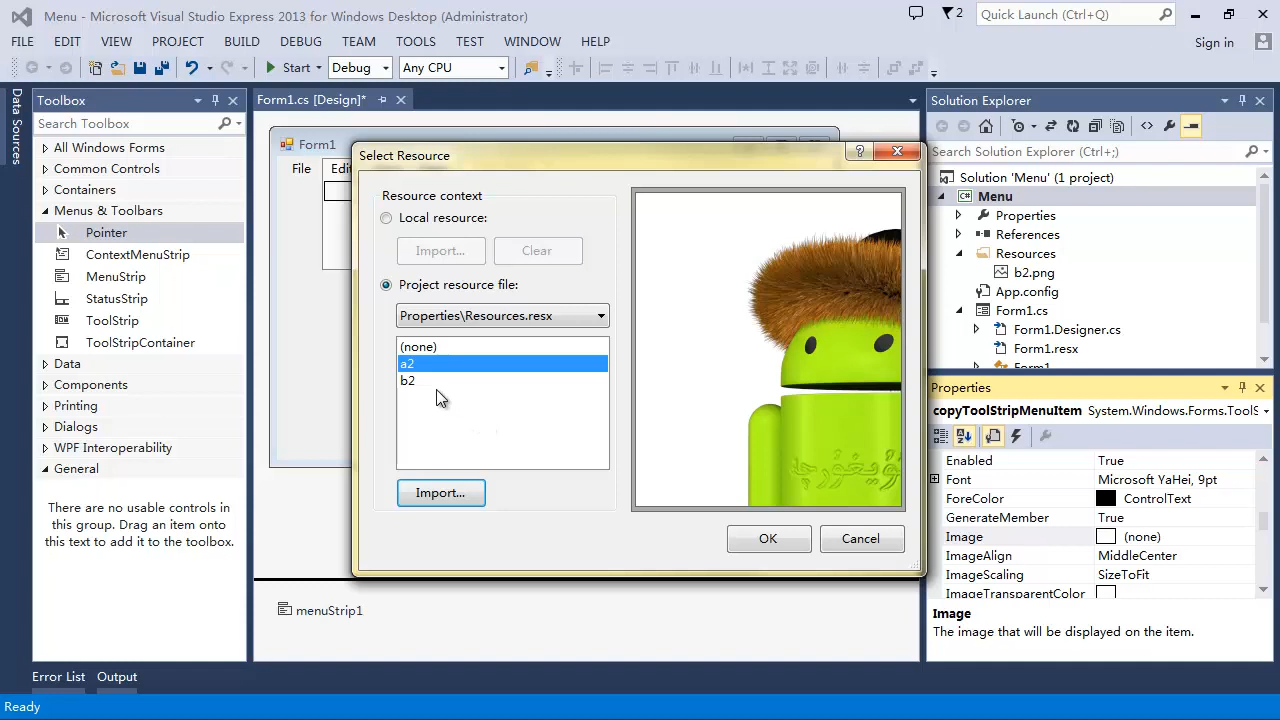 Menu - Microsoft Visual Studio Express 2013 for Windows Desktop (Administrator)
2
Quick Launch (Ctrl+Q)
FILE EDIT VIEW PROJECT BUILD DEBUG TEAM TOOLS TEST WINDOW HELP
Sign in
Start Debug Any CPU
Data Sources
Toolbox
Search Toolbox
All Windows Forms
Common Controls
Containers
Menus & Toolbars
Pointer
ContextMenuStrip
MenuStrip
StatusStrip
ToolStrip
ToolStripContainer
Data
Components
Printing
Dialogs
WPF Interoperability
General
There are no usable controls in
this group. Drag an item onto
this text to add it to the toolbox.
Form1.cs [Design]*
Form1
File
Select Resource
Resource context
Local resource:
Import... Clear
Project resource file:
Properties\Resources.resx
(none)
a2
b2
Import...
OK Cancel
menuStrip1
Solution Explorer
Search Solution Explorer (Ctrl+;)
Solution 'Menu' (1 project)
Menu
Properties
References
Resources
b2.png
App.config
Form1.cs
Form1.Designer.cs
Form1.resx
Form1
Properties
copyToolStripMenuItem System.Windows.Forms.ToolS
Enabled True
Font Microsoft YaHei, 9pt
ForeColor ControlText
GenerateMember True
Image (none)
ImageAlign MiddleCenter
ImageScaling SizeToFit
ImageTransparentColor
Image
The image that will be displayed on the item.
Error List Output
Ready